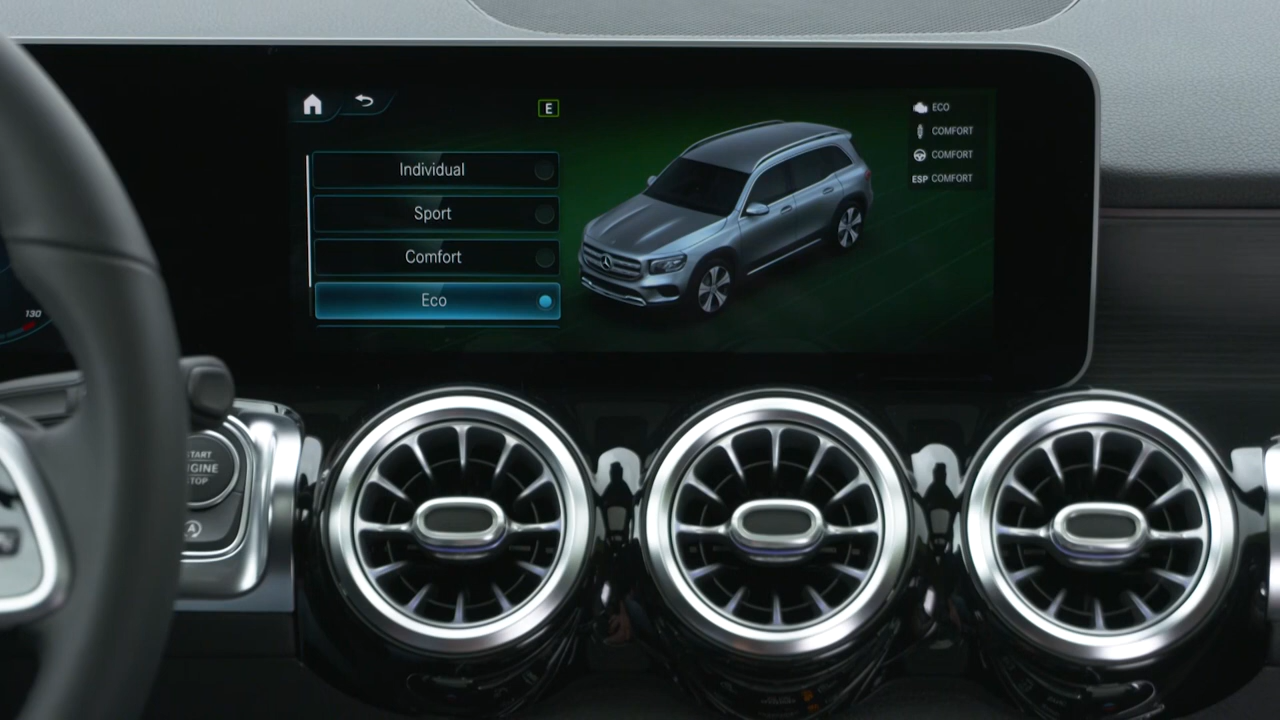 E
ECO
COMFORT
COMFORT
ESP COMFORT
Individual
Sport
Comfort
Eco
130
START
ENGINE
STOP
A